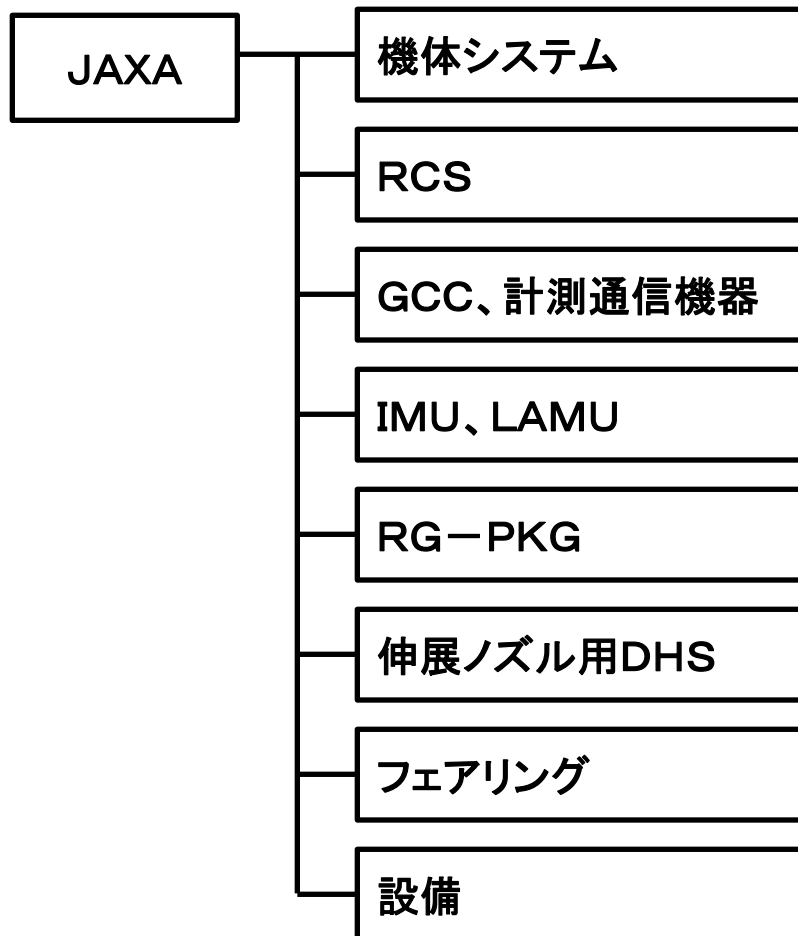 JAXA
機体システム
RCS
GCC、計測通信機器
IMU、LAMU
RG－PKG
伸展ノズル用DHS
フェアリング
設備